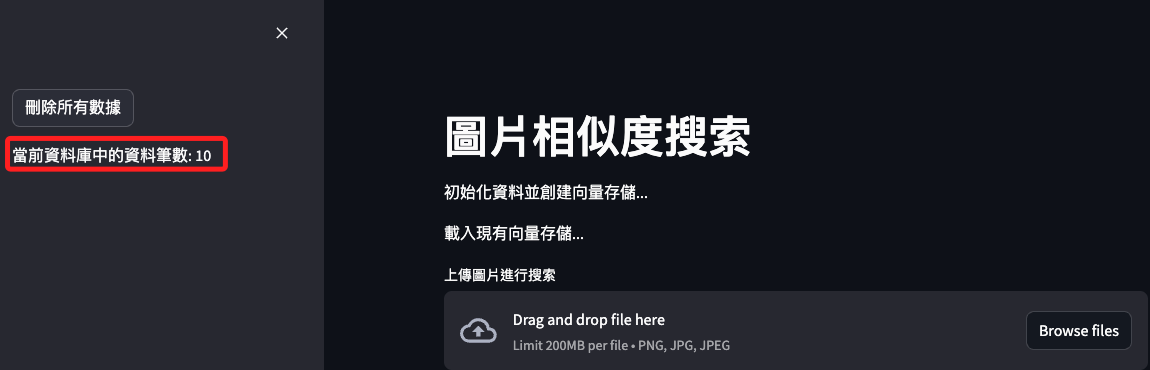 刪除所有數據
當前資料庫中的資料筆數: 10
圖片相似度搜索
初始化資料並創建向量存儲...
載入現有向量存儲...
上傳圖片進行搜索
Drag and drop file here
Limit 200MB per file • PNG, JPG, JPEG
Browse files